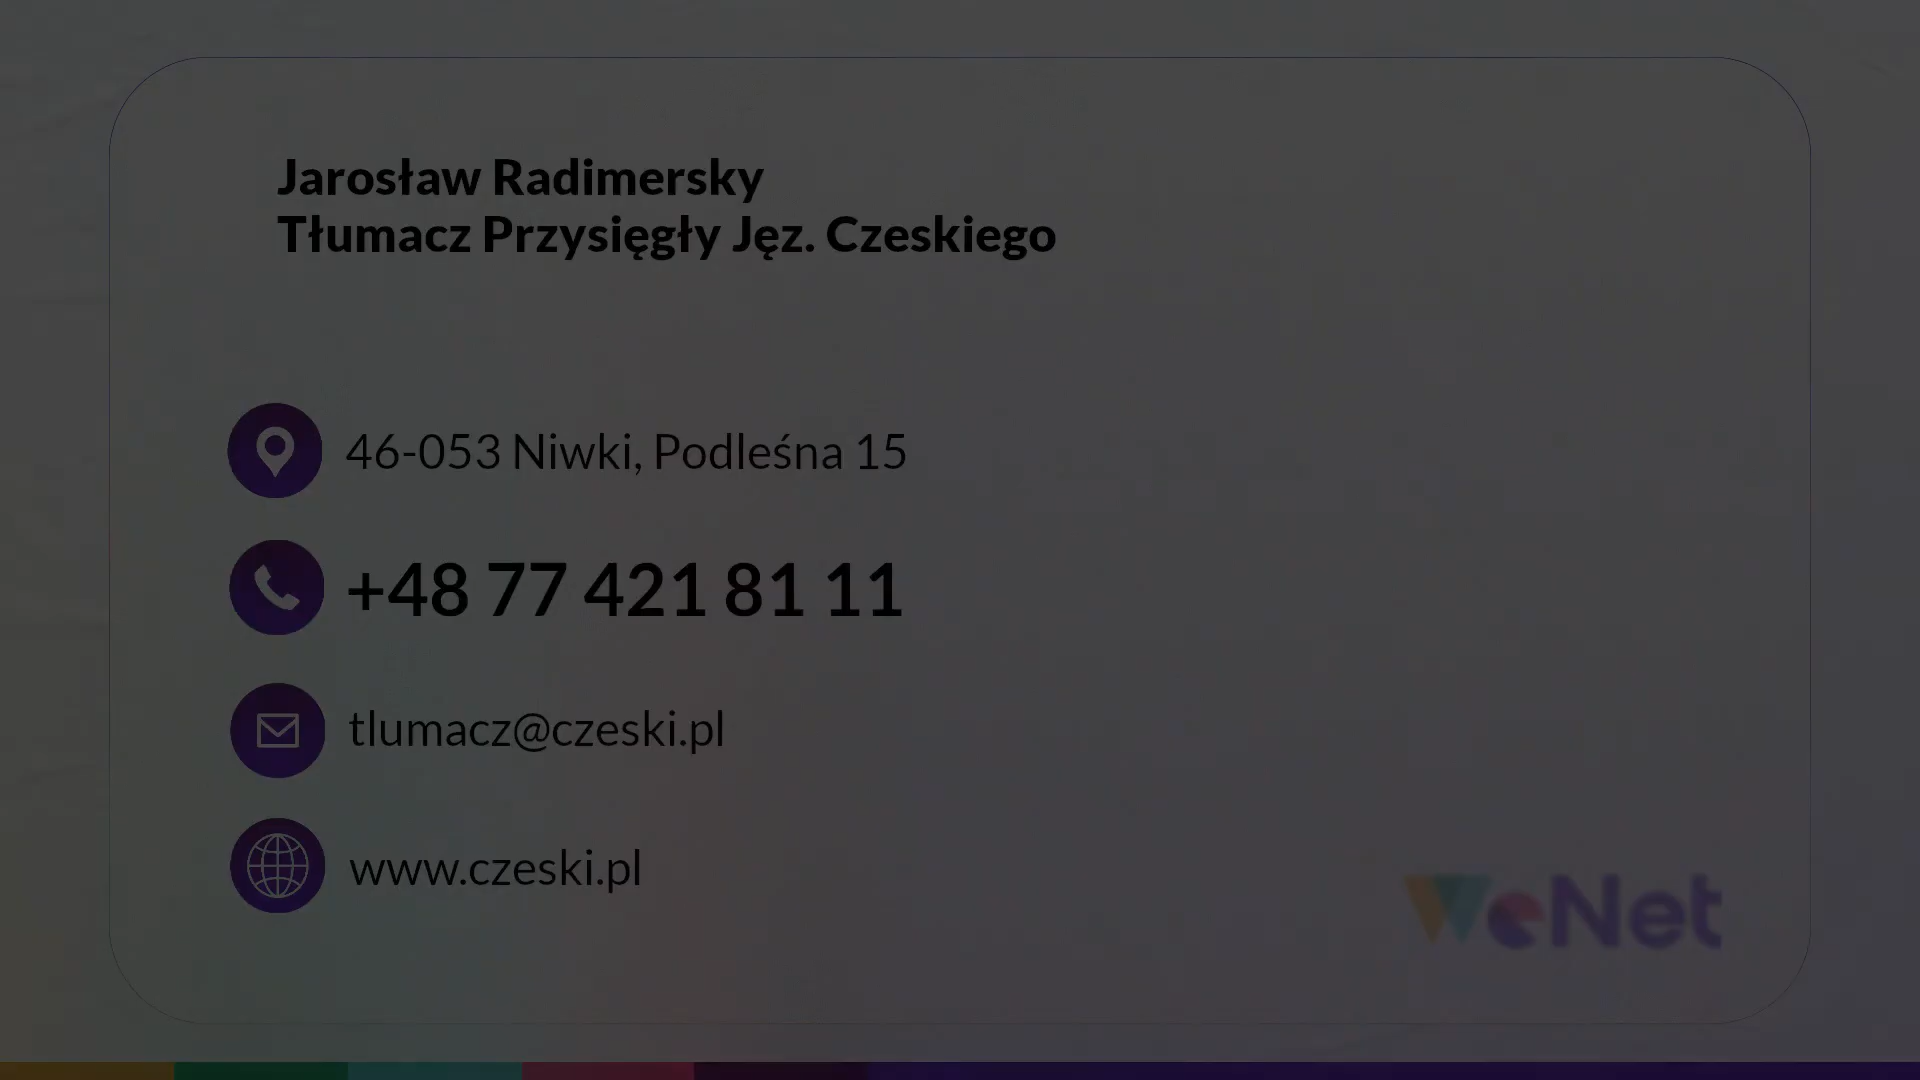 Jarosław Radimersky
Tłumacz Przysięgły Jęz. Czeskiego
46-053 Niwki, Podleśna 15
+48 77 421 81 11
tlumacz@czeski.pl
www.czeski.pl
WeNet